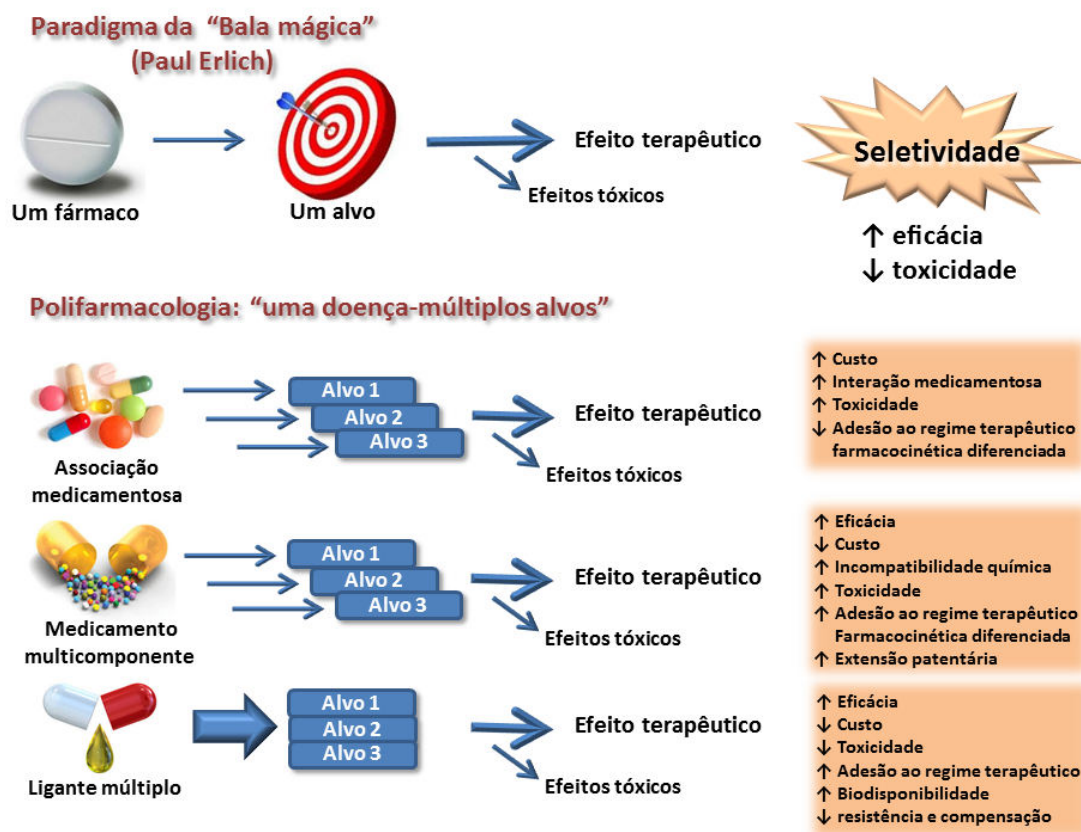 Paradigma da “Bala mágica”
(Paul Erlich)
Um fármaco
Um alvo
Efeito terapêutico
Efeitos tóxicos
Seletividade
↑ eficácia
↓ toxicidade
Polifarmacologia: “uma doença-múltiplos alvos”
Associação
medicamentosa
Alvo 1
Alvo 2
Alvo 3
Efeito terapêutico
Efeitos tóxicos
↑ Custo
↑ Interação medicamentosa
↑ Toxicidade
↓ Adesão ao regime terapêutico
farmacocinética diferenciada
Medicamento
multicomponente
Alvo 1
Alvo 2
Alvo 3
Efeito terapêutico
Efeitos tóxicos
↑ Eficácia
↓ Custo
↑ Incompatibilidade química
↑ Toxicidade
↑ Adesão ao regime terapêutico
Farmacocinética diferenciada
↑ Extensão patentária
Ligante múltiplo
Alvo 1
Alvo 2
Alvo 3
Efeito terapêutico
Efeitos tóxicos
↑ Eficácia
↓ Custo
↓ Toxicidade
↑ Adesão ao regime terapêutico
↑ Biodisponibilidade
↓ resistência e compensação